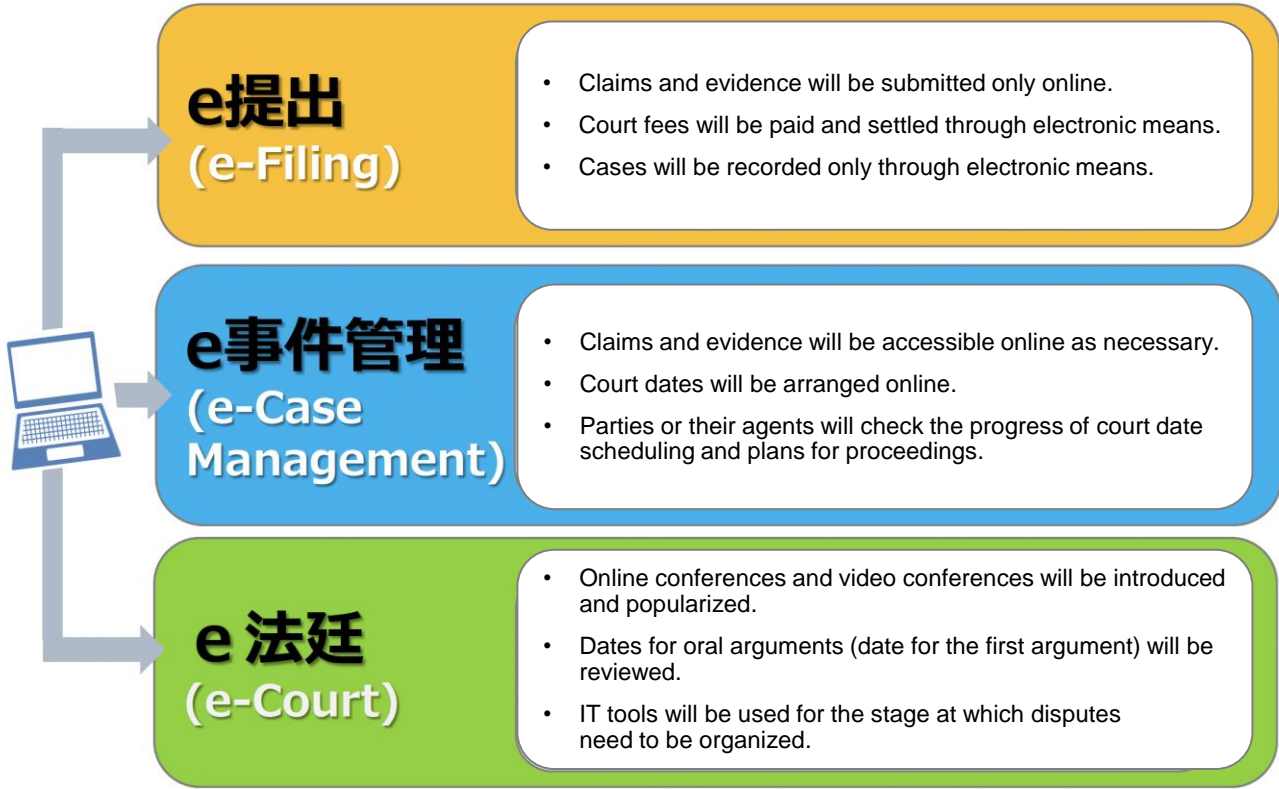 e提出
(e-Filing)
• Claims and evidence will be submitted only online.
• Court fees will be paid and settled through electronic means.
• Cases will be recorded only through electronic means.
e事件管理
(e-Case
Management)
• Claims and evidence will be accessible online as necessary.
• Court dates will be arranged online.
• Parties or their agents will check the progress of court date
scheduling and plans for proceedings.
e 法廷
(e-Court)
• Online conferences and video conferences will be introduced
and popularized.
• Dates for oral arguments (date for the first argument) will be
reviewed.
• IT tools will be used for the stage at which disputes
need to be organized.